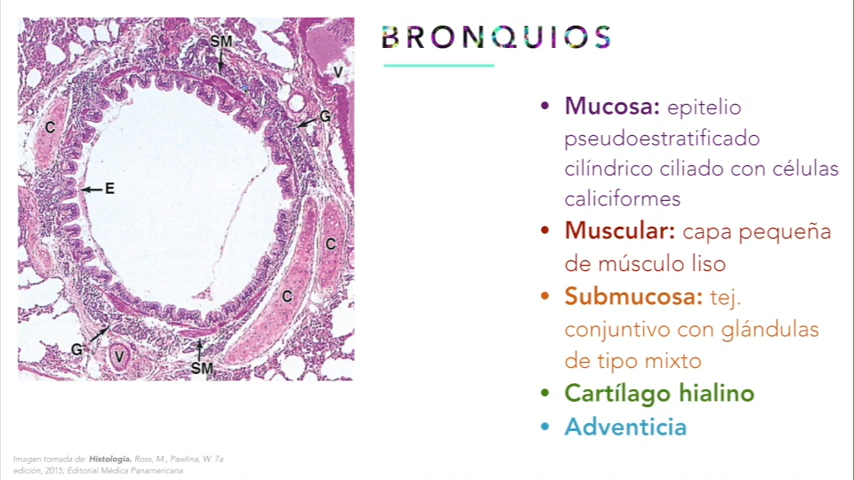 BRONQUIOS
SM
V
C
G
E
C
C
G
V
SM
• Mucosa: epitelio
pseudoestratificado
cilíndrico ciliado con células
caliciformes
• Muscular: capa pequeña
de músculo liso
• Submucosa: tej.
conjuntivo con glándulas
de tipo mixto
• Cartílago hialino
• Adventicia
Imagen tomada de: Histología. Ross, M., Pawlina, W. 7a
edición, 2015; Editorial Médica Panamericana